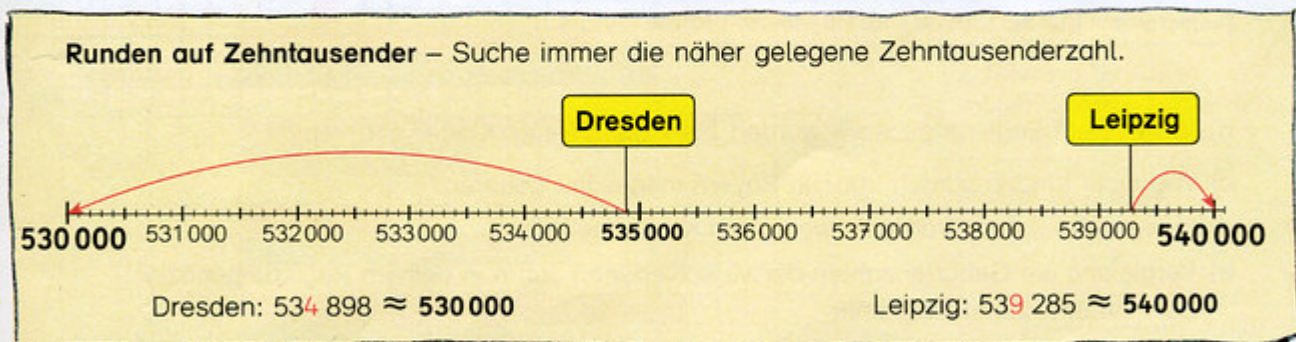 Runden auf Zehntausender – Suche immer die näher gelegene Zehntausenderzahl.
Dresden Leipzig
530 000 531 000 532 000 533 000 534 000 535 000 536 000 537 000 538 000 539 000 540 000
Dresden: 534 898 ≈ 530 000 Leipzig: 539 285 ≈ 540 000